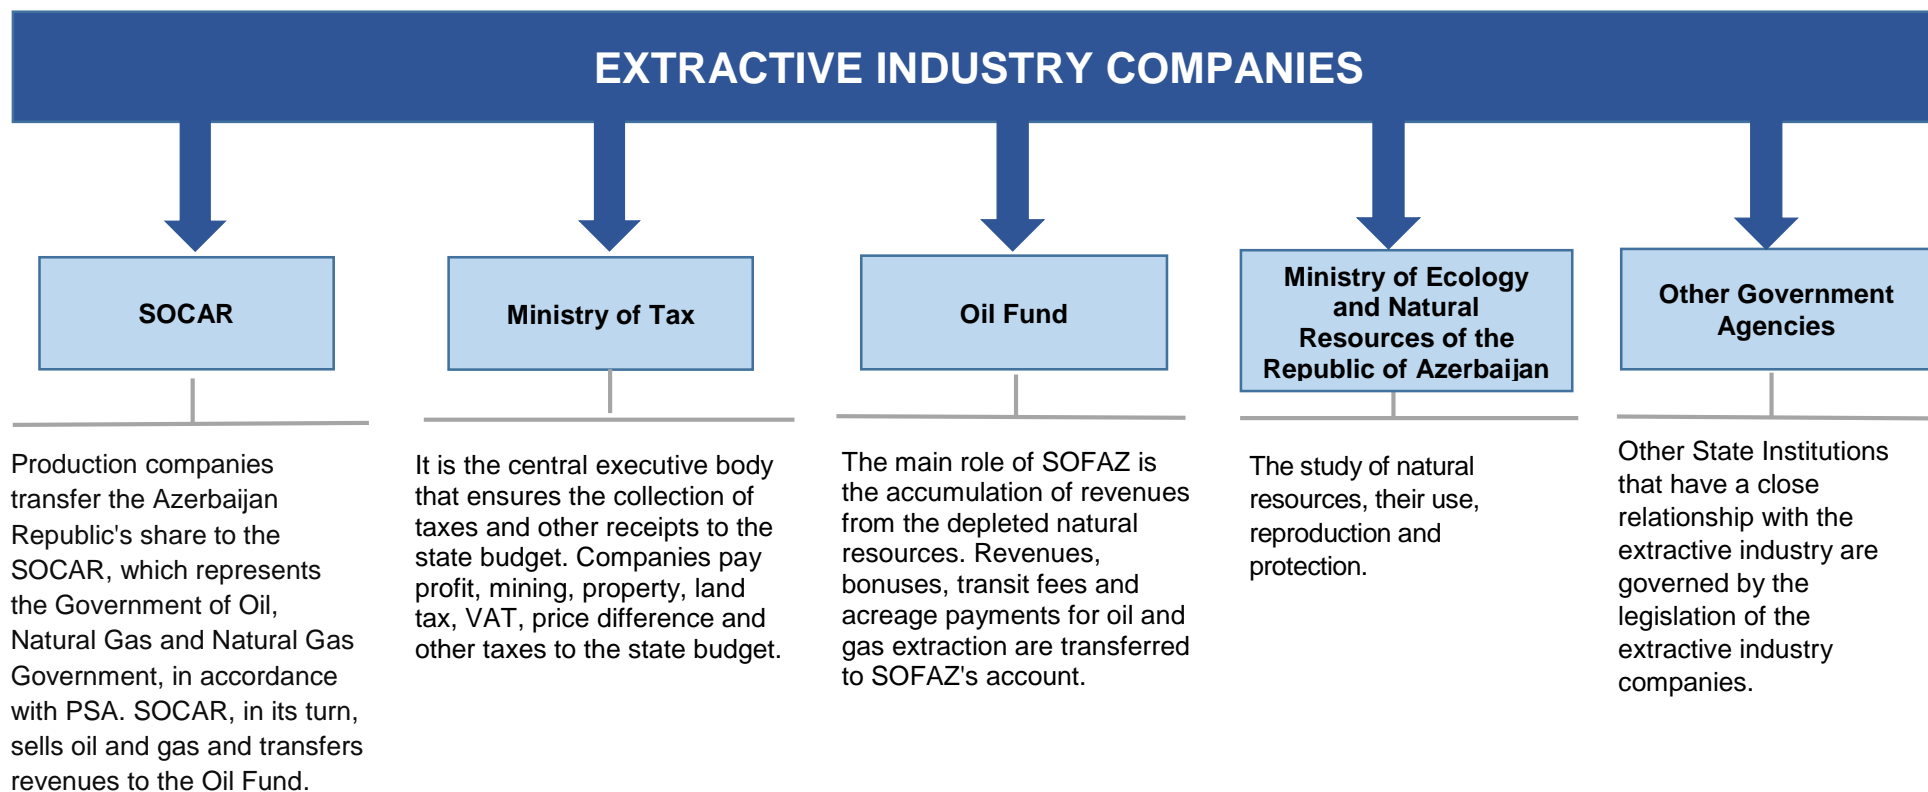 EXTRACTIVE INDUSTRY COMPANIES
SOCAR
Production companies
transfer the Azerbaijan
Republic's share to the
SOCAR, which represents
the Government of Oil,
Natural Gas and Natural Gas
Government, in accordance
with PSA. SOCAR, in its turn,
sells oil and gas and transfers
revenues to the Oil Fund.
Ministry of Tax
It is the central executive body
that ensures the collection of
taxes and other receipts to the
state budget. Companies pay
profit, mining, property, land
tax, VAT, price difference and
other taxes to the state budget.
Oil Fund
The main role of SOFAZ is
the accumulation of revenues
from the depleted natural
resources. Revenues,
bonuses, transit fees and
acreage payments for oil and
gas extraction are transferred
to SOFAZ's account.
Ministry of Ecology
and Natural
Resources of the
Republic of Azerbaijan
The study of natural
resources, their use,
reproduction and
protection.
Other Government
Agencies
Other State Institutions
that have a close
relationship with the
extractive industry are
governed by the
legislation of the
extractive industry
companies.